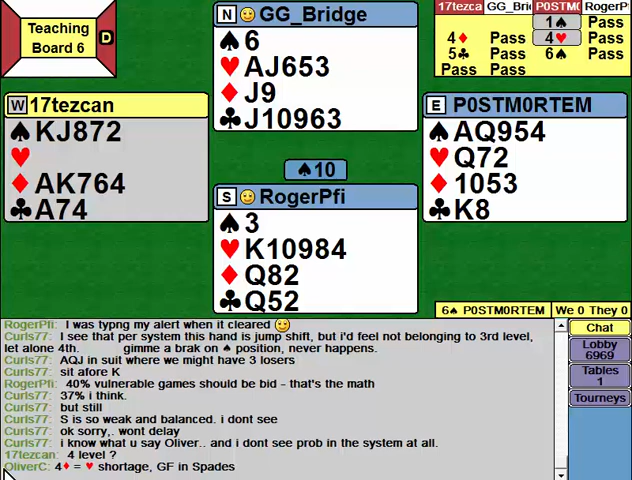 Teaching
Board 6
D
N GG_Bridge
♠ 6
♥ AJ653
♦ J9
♣ J10963
17tezca GG_Bri P0STM0 RogerP
1♠ Pass
4♦ Pass 4♥ Pass
5♣ Pass 6♠ Pass
Pass Pass
W 17tezcan
♠ KJ872
♥
♦ AK764
♣ A74
E P0STM0RTEM
♠ AQ954
♥ Q72
♦ 1053
♣ K8
♠10
S RogerPfi
♠ 3
♥ K10984
♦ Q82
♣ Q52
6♠ P0STM0RTEM We 0 They 0
RogerPfi: I was typng my alert when it cleared
Curls77: I see that per system this is jump shift, but i'd feel not belonging to 3rd level,
let alone 4th. gimme a brak on ♠ position, never happens.
Curls77: AQJ in suit where we might have 3 losers
Curls77: sit afore K
RogerPfi: 40% vulnerable games should be bid - that's the math
Curls77: 37% i think.
Curls77: but still
Curls77: S is so weak and balanced. i dont see
Curls77: ok sorry,. wont delay
Curls77: i know what u say Oliver.. and i dont see prob in the system at all.
17tezcan: 4 level ?
OliverC: 4♦ = ♥ shortage, GF in Spades
Chat
Lobby
6969
Tables
1
Tourneys